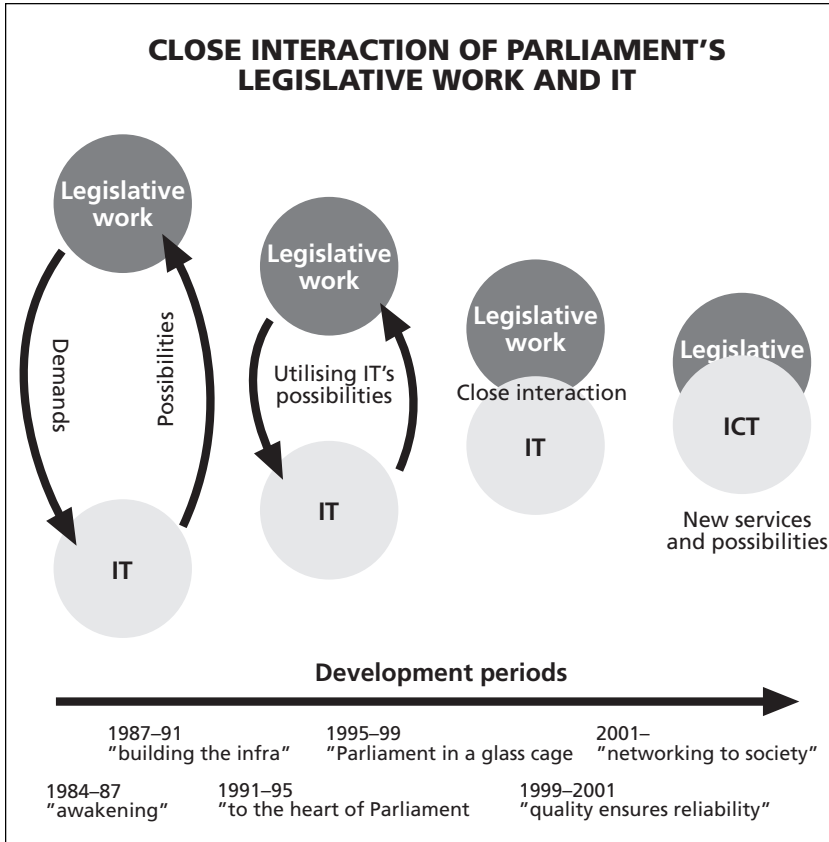 CLOSE INTERACTION OF PARLIAMENT'S
LEGISLATIVE WORK AND IT
Legislative
work
Demands
Possibilities
IT
Legislative
work
Utilising IT's
possibilities
IT
Legislative
work
Close interaction
IT
Legislative
ICT
New services
and possibilities
Development periods
1987–91
”building the infra”
1995–99
”Parliament in a glass cage
2001–
”networking to society”
1984–87
”awakening”
1991–95
”to the heart of Parliament
1999–2001
”quality ensures reliability”